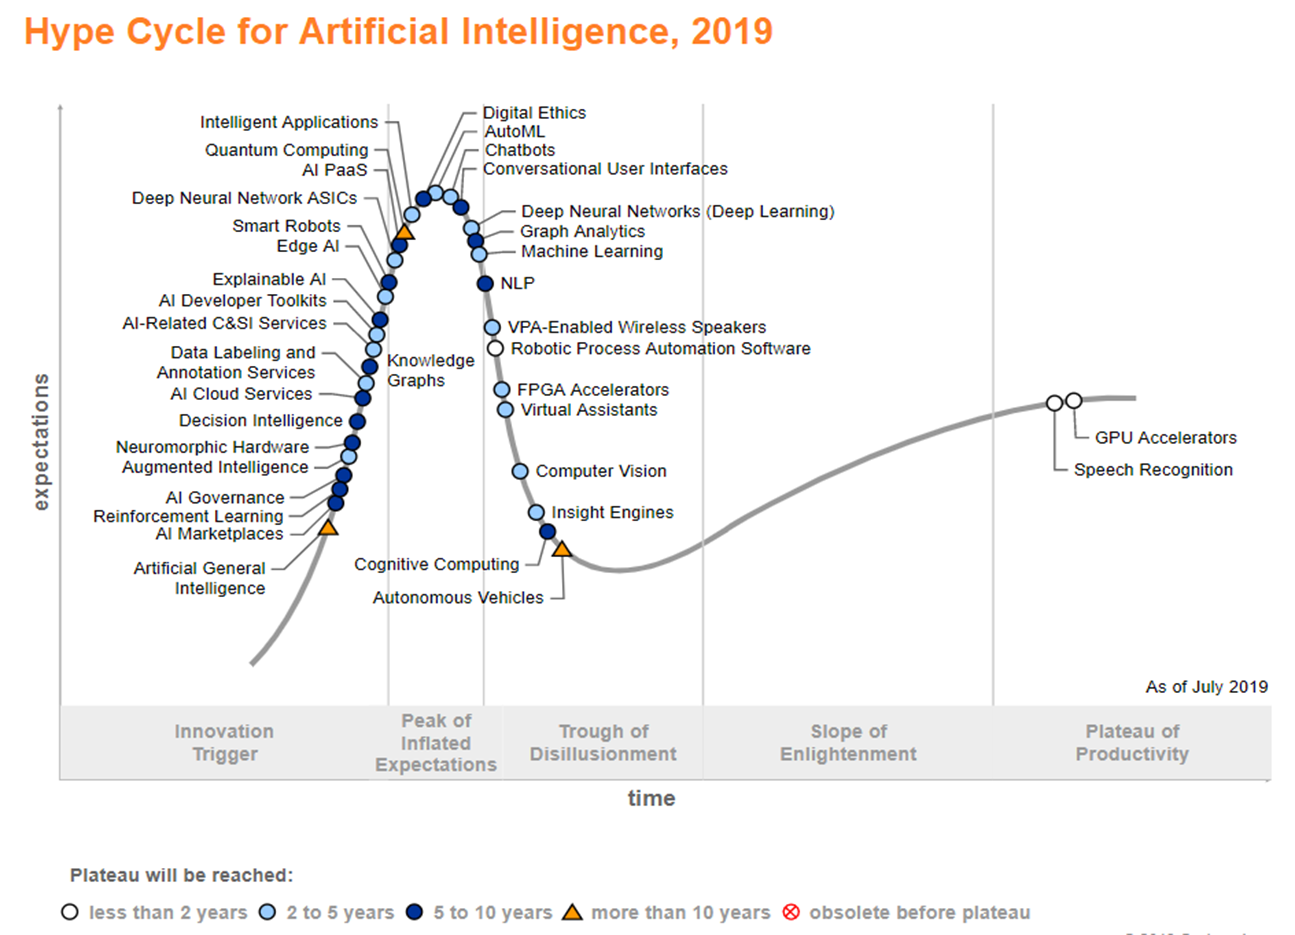 Hype Cycle for Artificial Intelligence, 2019
Digital Ethics
AutoML
Chatbots
Conversational User Interfaces
Intelligent Applications
Quantum Computing
AI PaaS
Deep Neural Network ASICs
Smart Robots
Edge AI
Explainable AI
AI Developer Toolkits
AI-Related C&SI Services
Data Labeling and
Annotation Services
AI Cloud Services
Decision Intelligence
Neuromorphic Hardware
Augmented Intelligence
AI Governance
Reinforcement Learning
AI Marketplaces
Artificial General
Intelligence
Knowledge
Graphs
Deep Neural Networks (Deep Learning)
Graph Analytics
Machine Learning
NLP
VPA-Enabled Wireless Speakers
Robotic Process Automation Software
FPGA Accelerators
Virtual Assistants
Computer Vision
Insight Engines
Cognitive Computing
Autonomous Vehicles
GPU Accelerators
Speech Recognition
expectations
As of July 2019
Innovation
Trigger
Peak of
Inflated
Expectations
Trough of
Disillusionment
Slope of
Enlightenment
Plateau of
Productivity
time
Plateau will be reached:
less than 2 years
2 to 5 years
5 to 10 years
more than 10 years
obsolete before plateau